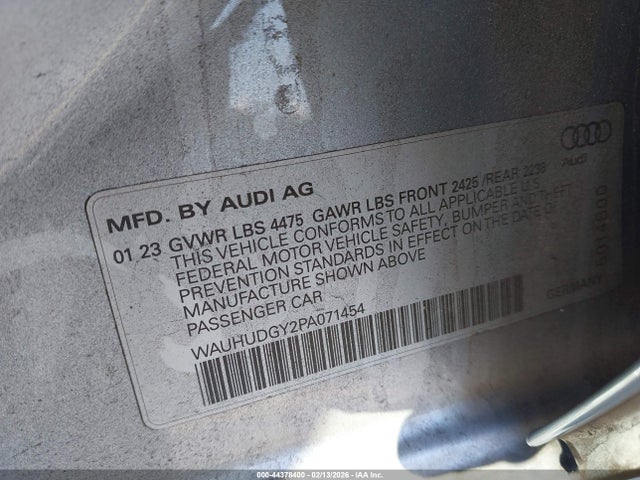 MFD. BY AUDI AG
01 23 GVWR LBS 4475 GAWR LBS FRONT 2425 /REAR 2238
THIS VEHICLE CONFORMS TO ALL APPLICABLE U.S.
FEDERAL MOTOR VEHICLE SAFETY, BUMPER AND THEFT
PREVENTION STANDARDS IN EFFECT ON THE DATE OF
MANUFACTURE SHOWN ABOVE
PASSENGER CAR
WAUHUDGY2PA071454
Audi
GERMANY
000-44378400 - 02/13/2026 - IAA, INC.